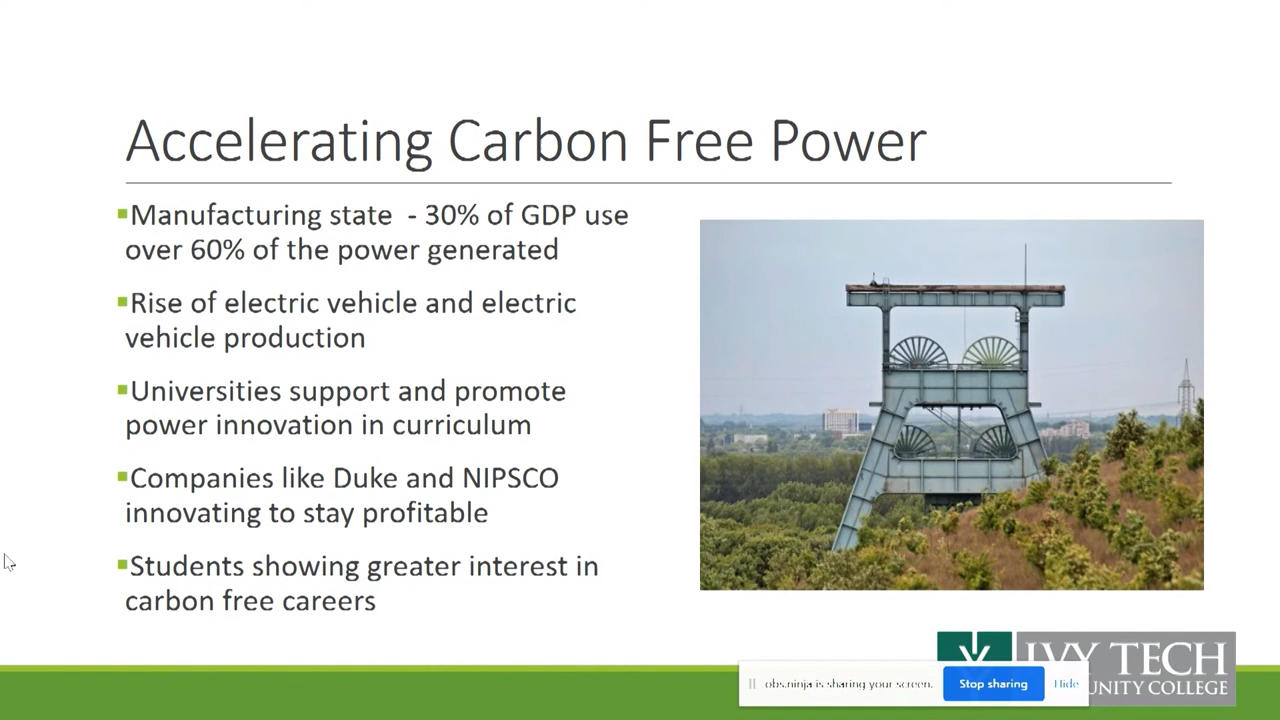 Accelerating Carbon Free Power
Manufacturing state - 30% of GDP use
over 60% of the power generated
Rise of electric vehicle and electric
vehicle production
Universities support and promote
power innovation in curriculum
Companies like Duke and NIPSCO
innovating to stay profitable
Students showing greater interest in
carbon free careers
IVY TECH
UNITY COLLEGE
obs.ninja is sharing your screen.
Stop sharing
Hide